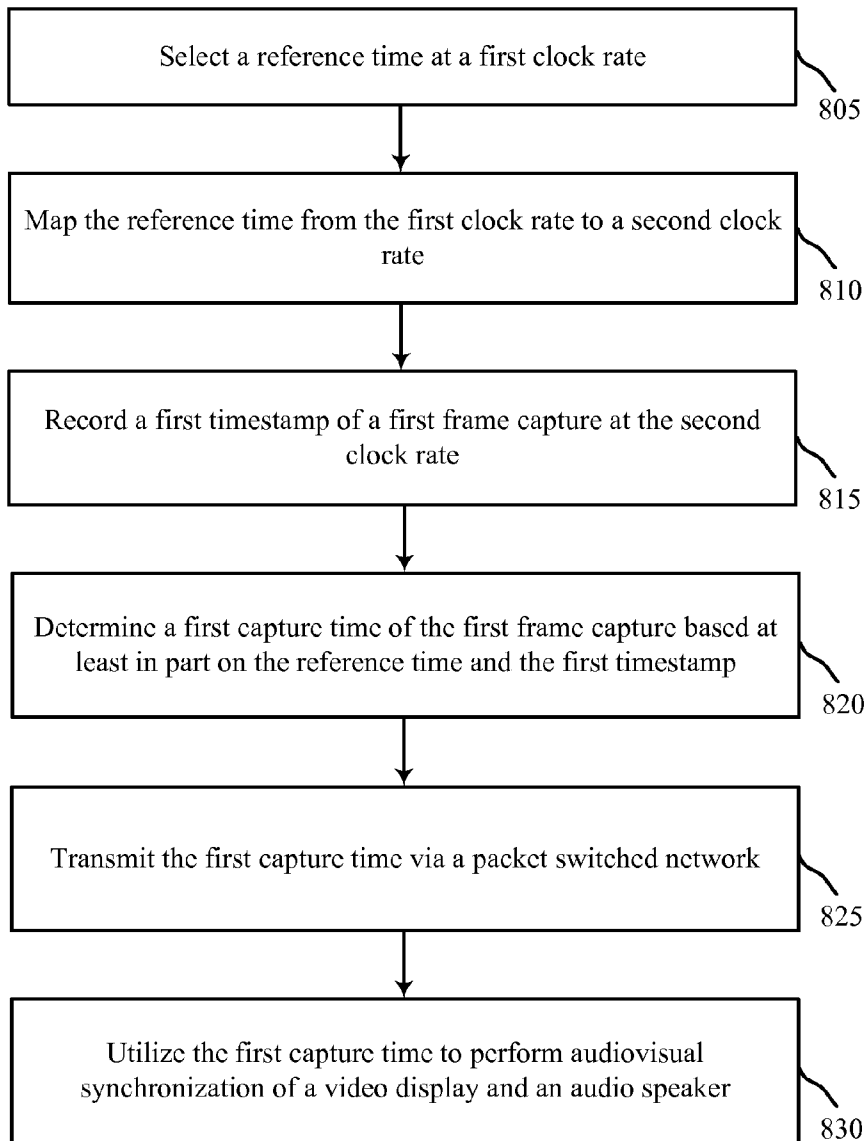 Select a reference time at a first clock rate
805
Map the reference time from the first clock rate to a second clock
rate
810
Record a first timestamp of a first frame capture at the second
clock rate
815
Determine a first capture time of the first frame capture based at
least in part on the reference time and the first timestamp
820
Transmit the first capture time via a packet switched network
825
Utilize the first capture time to perform audiovisual
synchronization of a video display and an audio speaker
830